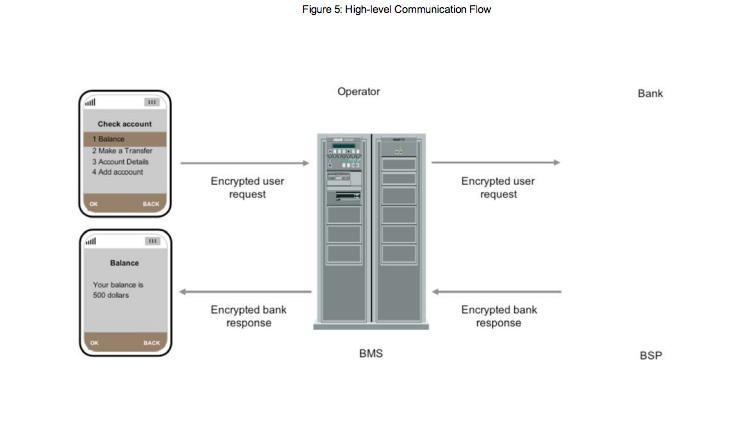 Figure 5: High-level Communication Flow
Operator
Bank
Check account
1 Balance
2 Make a Transfer
3 Account Details
4 Add accoount
OK BACK
Encrypted user
request
Encrypted user
request
Balance
Your balance is
500 dollars
OK BACK
Encrypted bank
response
Encrypted bank
response
BMS
BSP